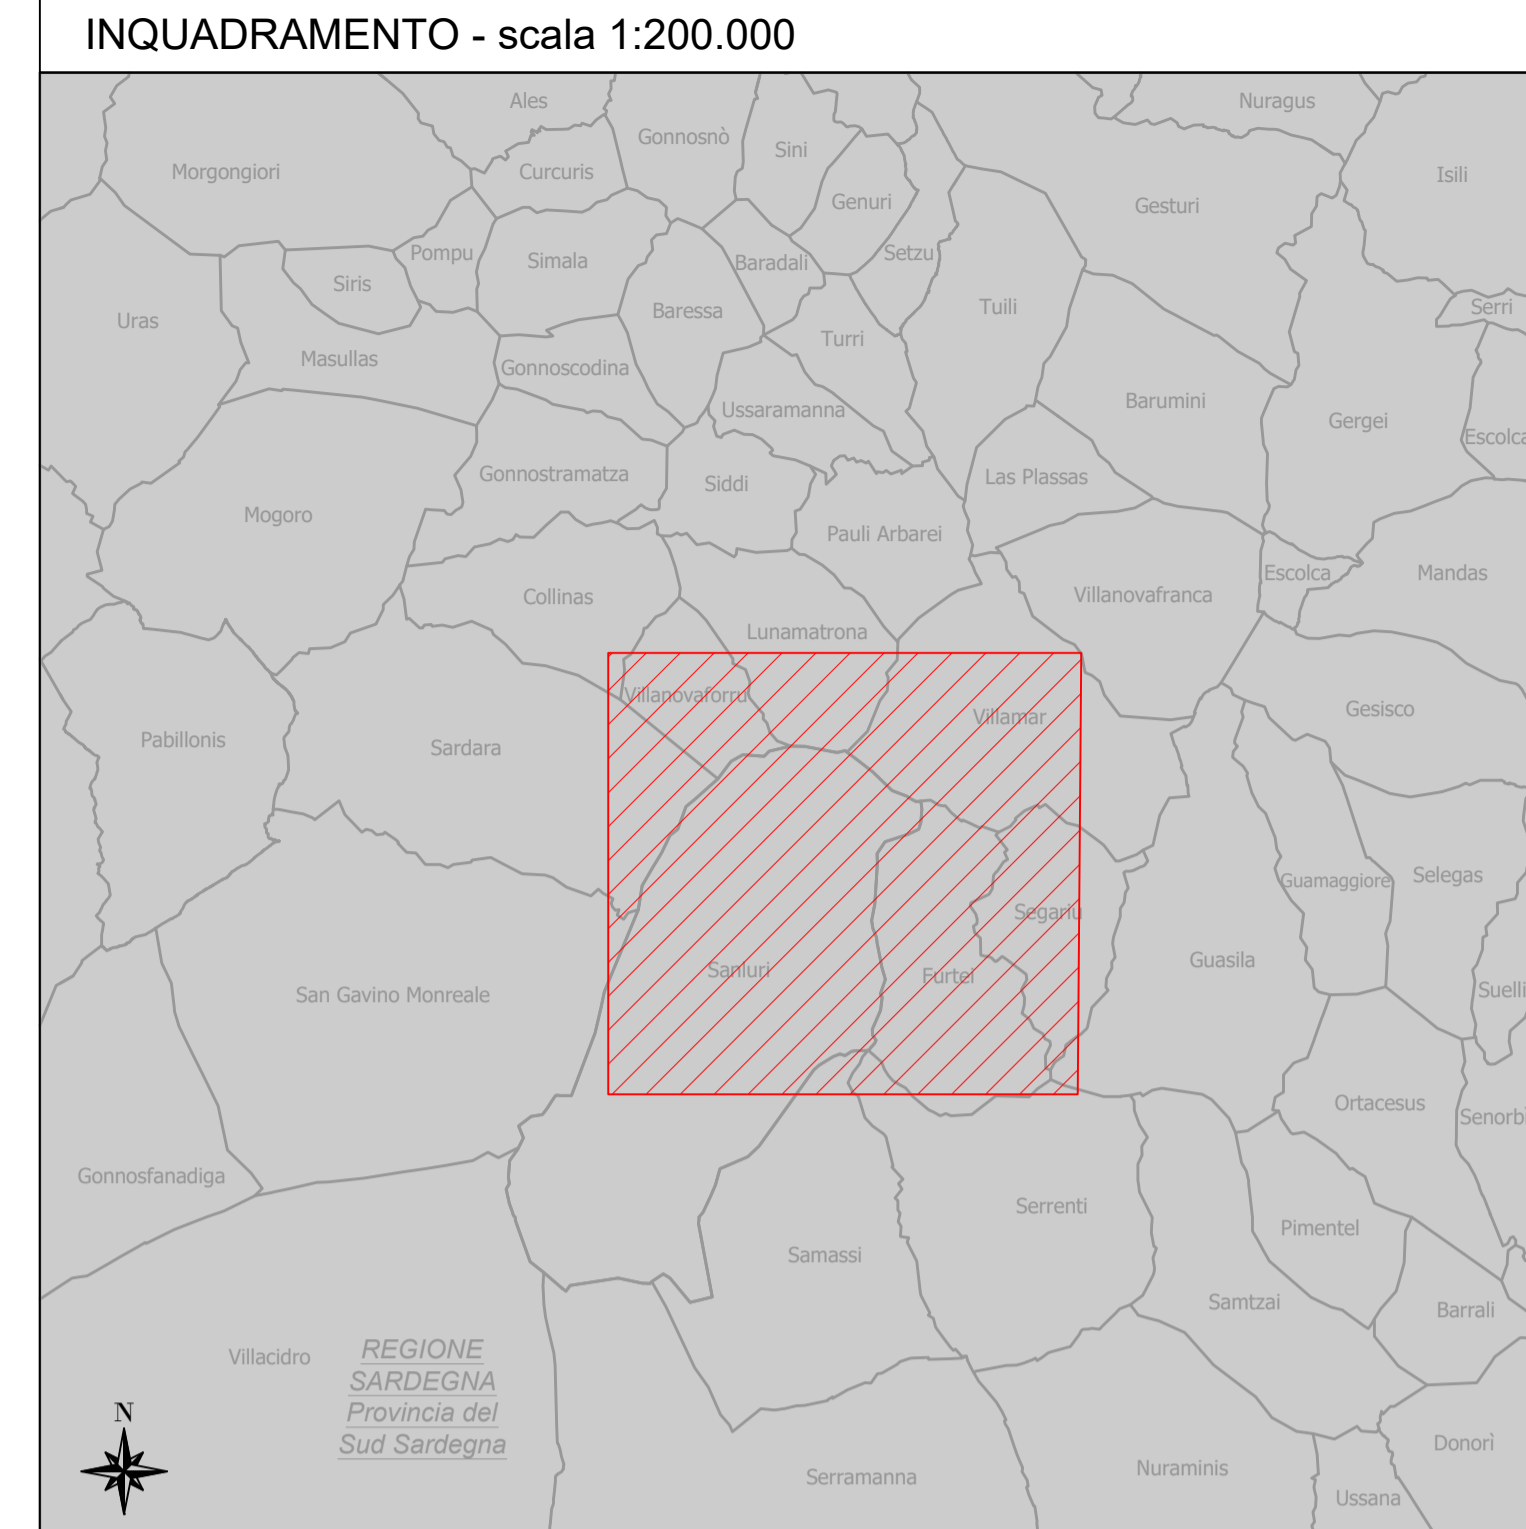 INQUADRAMENTO - scala 1:200.000
Ales
Nuragus
Gonnosnò
Sini
Morgongiori
Curcuris
Isili
Genuri
Gesturi
Pompu
Simala
Baradali
Setzu
Siris
Serri
Uras
Baressa
Tuili
Turri
Masullas
Gonnoscodina
Barumini
Ussaramanna
Gergei
Escolca
Gonnostramatza
Siddi
Las Plassas
Mogoro
Pauli Arbarei
Escolca
Mandas
Collinas
Villanovafranca
Lunamatrona
Villanovaforru
Villamar
Gesisco
Pabillonis
Sardara
Guamaggiore
Selegas
Segariu
Guasila
Sanluri
Furtei
San Gavino Monreale
Suelli
Ortacesus
Senorbì
Gonnosfanadiga
Serrenti
Pimentel
Samassi
Samtzai
Barrali
Villacidro
REGIONE
SARDEGNA
Provincia del
Sud Sardegna
N
Donorì
Serramanna
Nuraminis
Ussana